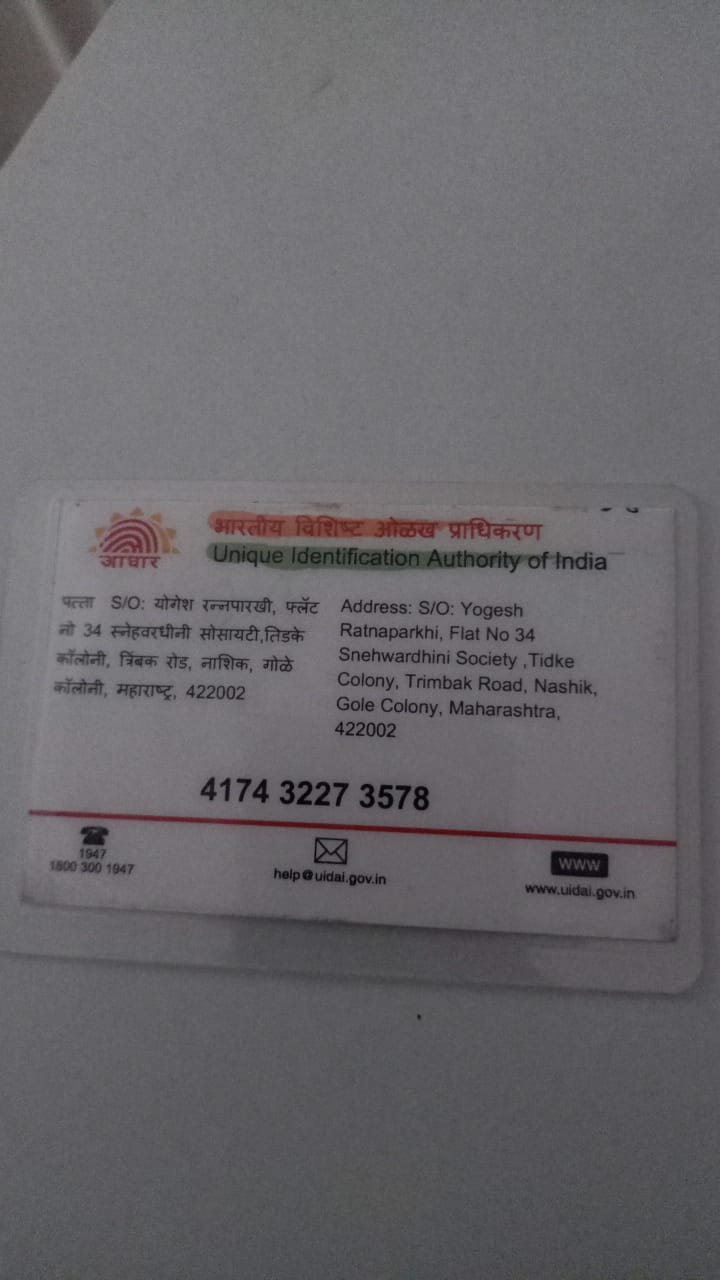 आधार
भारतीय विशिष्ट ओळख प्राधिकरण
Unique Identification Authority of India
पत्ता S/O: योगेश रत्नपारखी, फ्लॅट
नो 34 स्नेहवरधीनी सोसायटी,तिडके
कॉलोनी, त्रिंबक रोड, नाशिक, गोळे
कॉलोनी, महाराष्ट्र, 422002
Address: S/O: Yogesh
Ratnaparkhi, Flat No 34
Snehwardhini Society ,Tidke
Colony, Trimbak Road, Nashik,
Gole Colony, Maharashtra,
422002
4174 3227 3578
1947
1800 300 1947
help@uidai.gov.in
WWW
www.uidai.gov.in